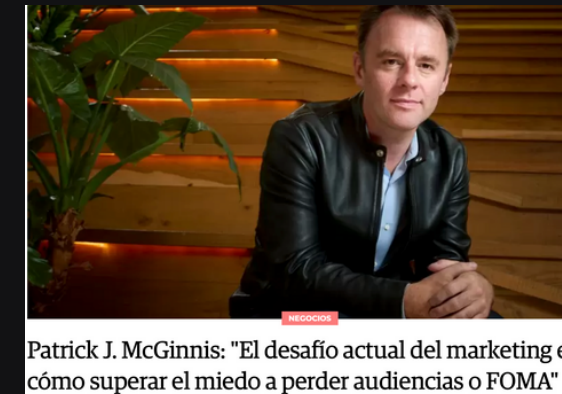 NEGOCIOS
Patrick J. McGinnis: "El desafío actual del marketing
cómo superar el miedo a perder audiencias o FOMA"